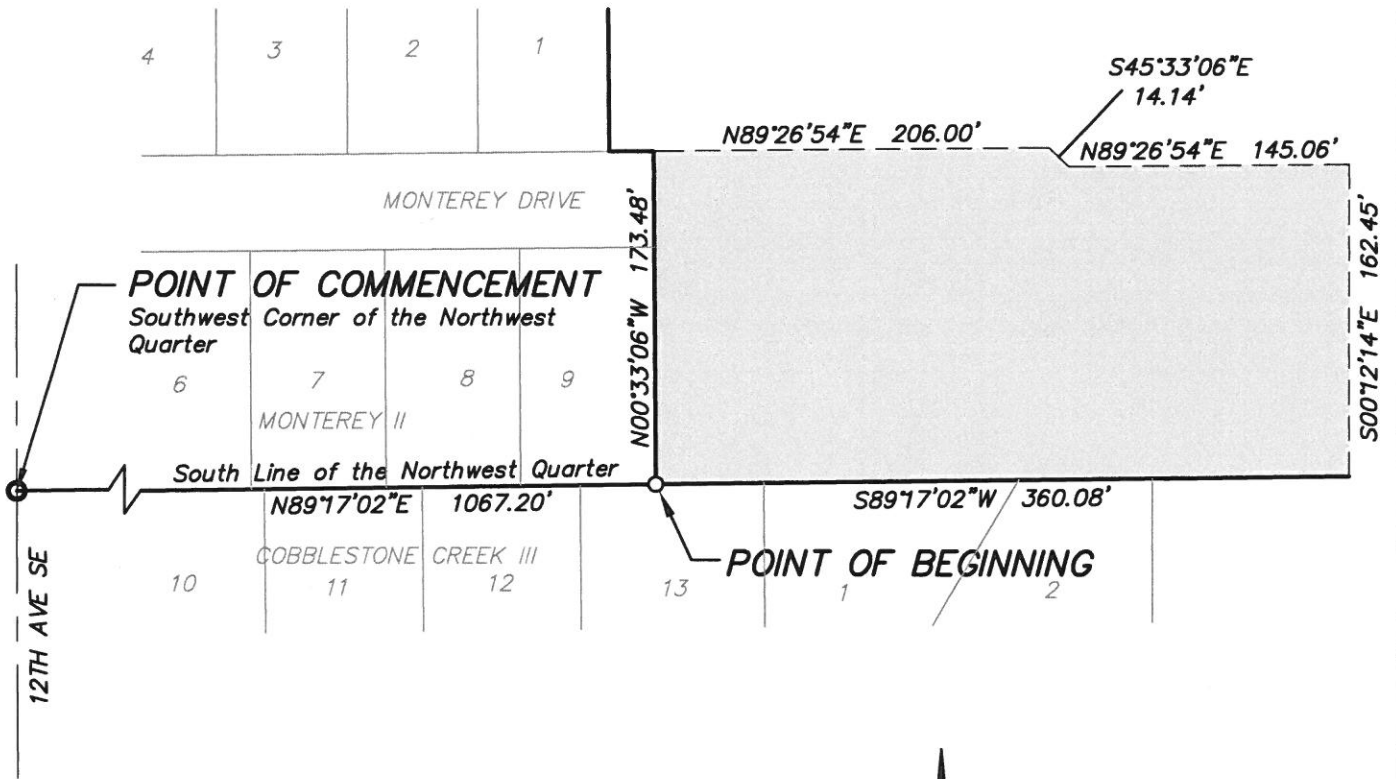 4
3
2
1
S45°33'06"E
14.14'
N89°26'54"E 206.00'
N89°26'54"E 145.06'
MONTEREY DRIVE
N00°33'06"W 173.48'
S00°12'14"E 162.45'
POINT OF COMMENCEMENT
Southwest Corner of the Northwest
Quarter
6
7
8
9
MONTEREY II
South Line of the Northwest Quarter
N89°17'02"E 1067.20'
S89°17'02"W 360.08'
COBBLESTONE CREEK III
POINT OF BEGINNING
10
11
12
13
1
2
12TH AVE SE